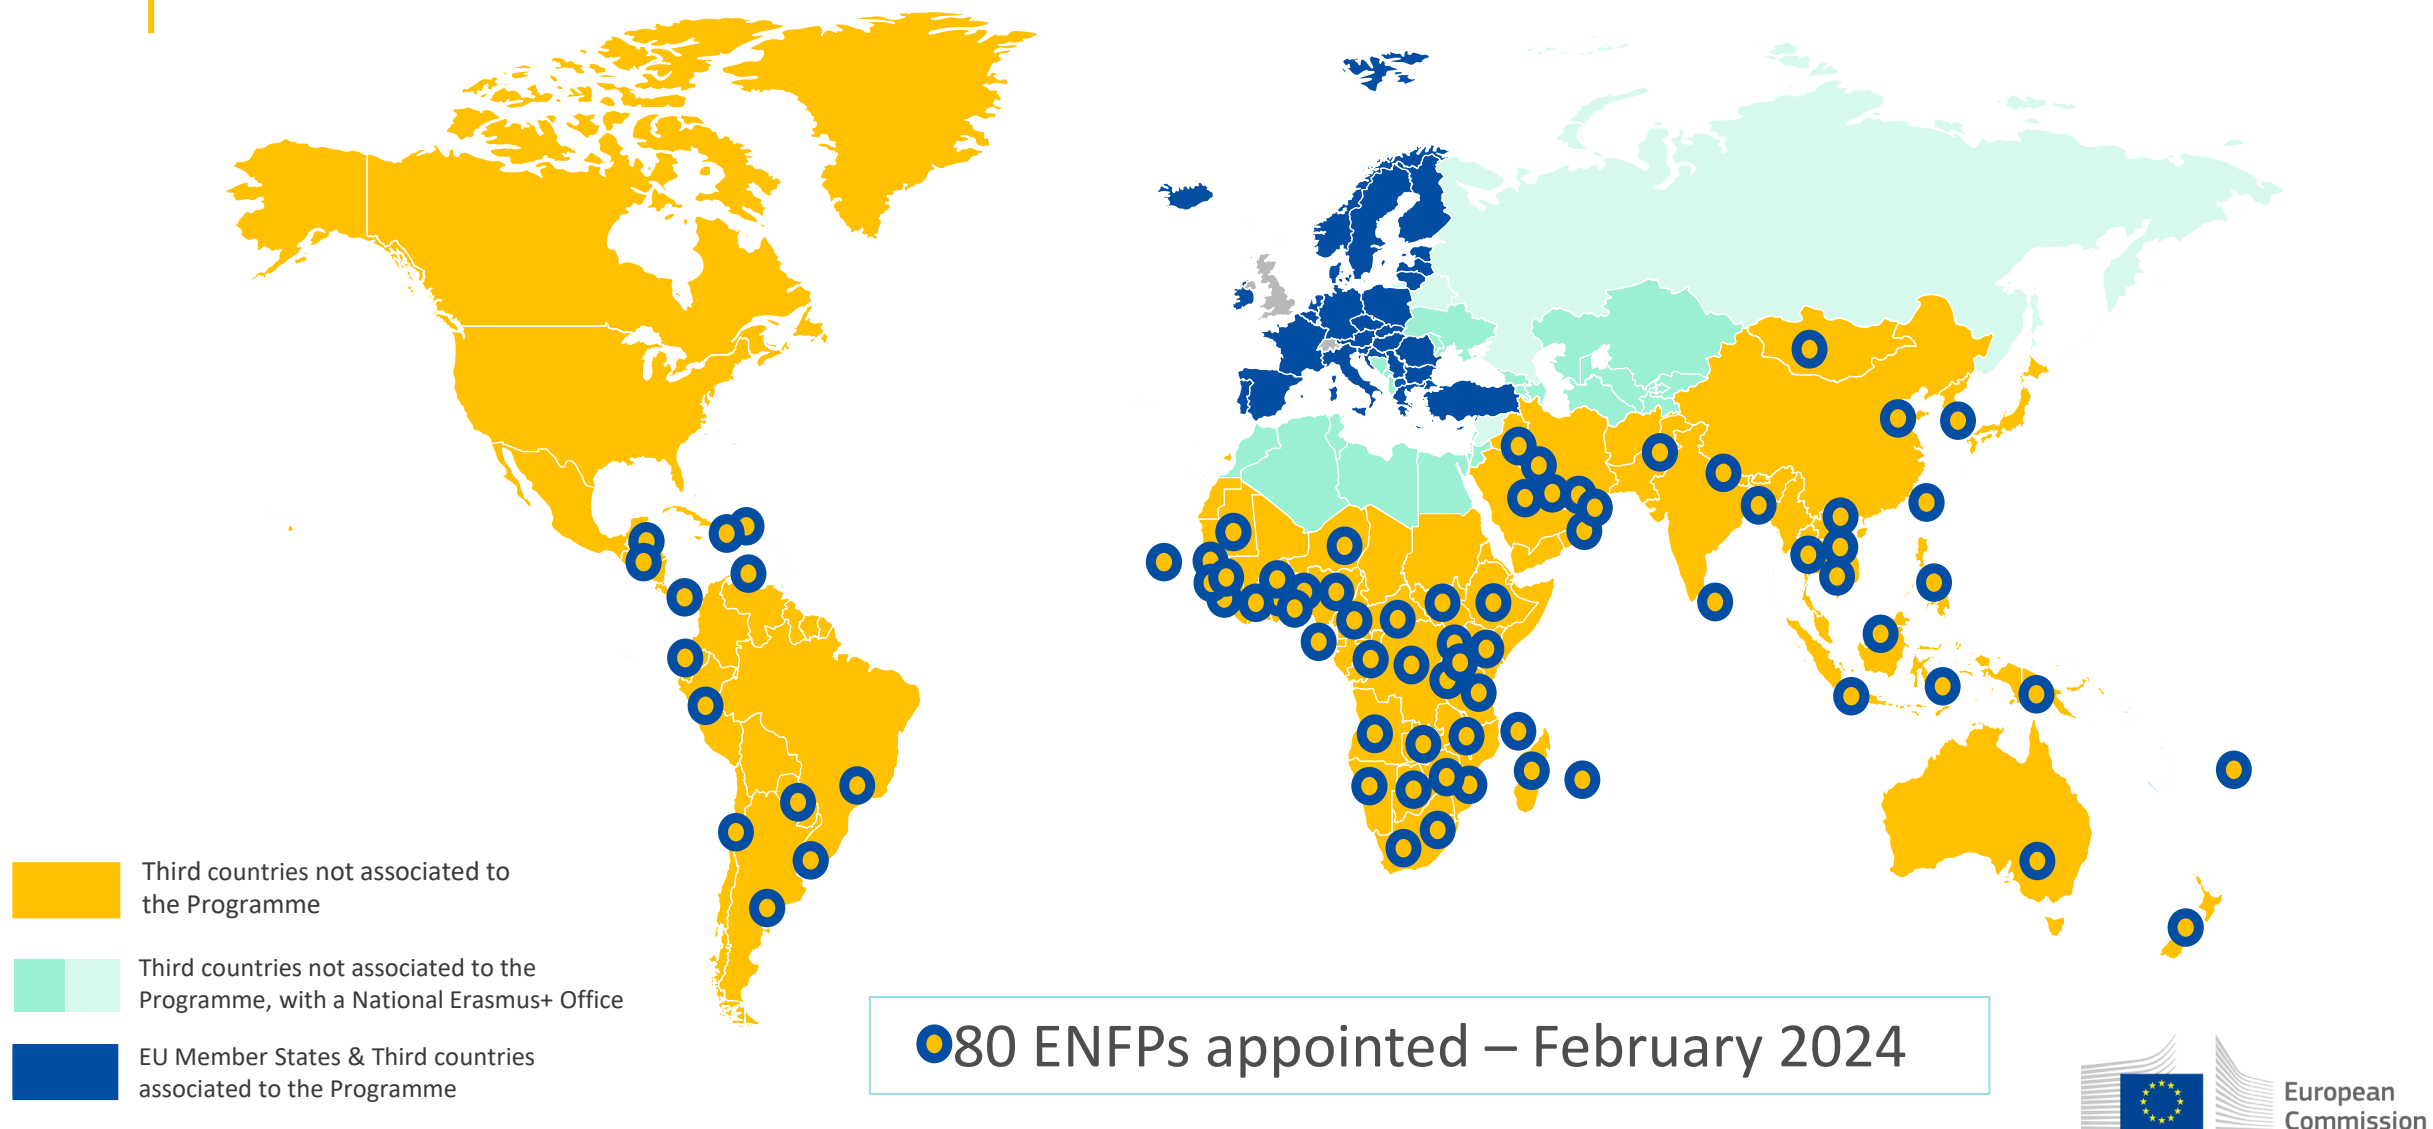 Third countries not associated to
the Programme
Third countries not associated to the
Programme, with a National Erasmus+ Office
EU Member States & Third countries
associated to the Programme
80 ENFPs appointed – February 2024
European
Commission